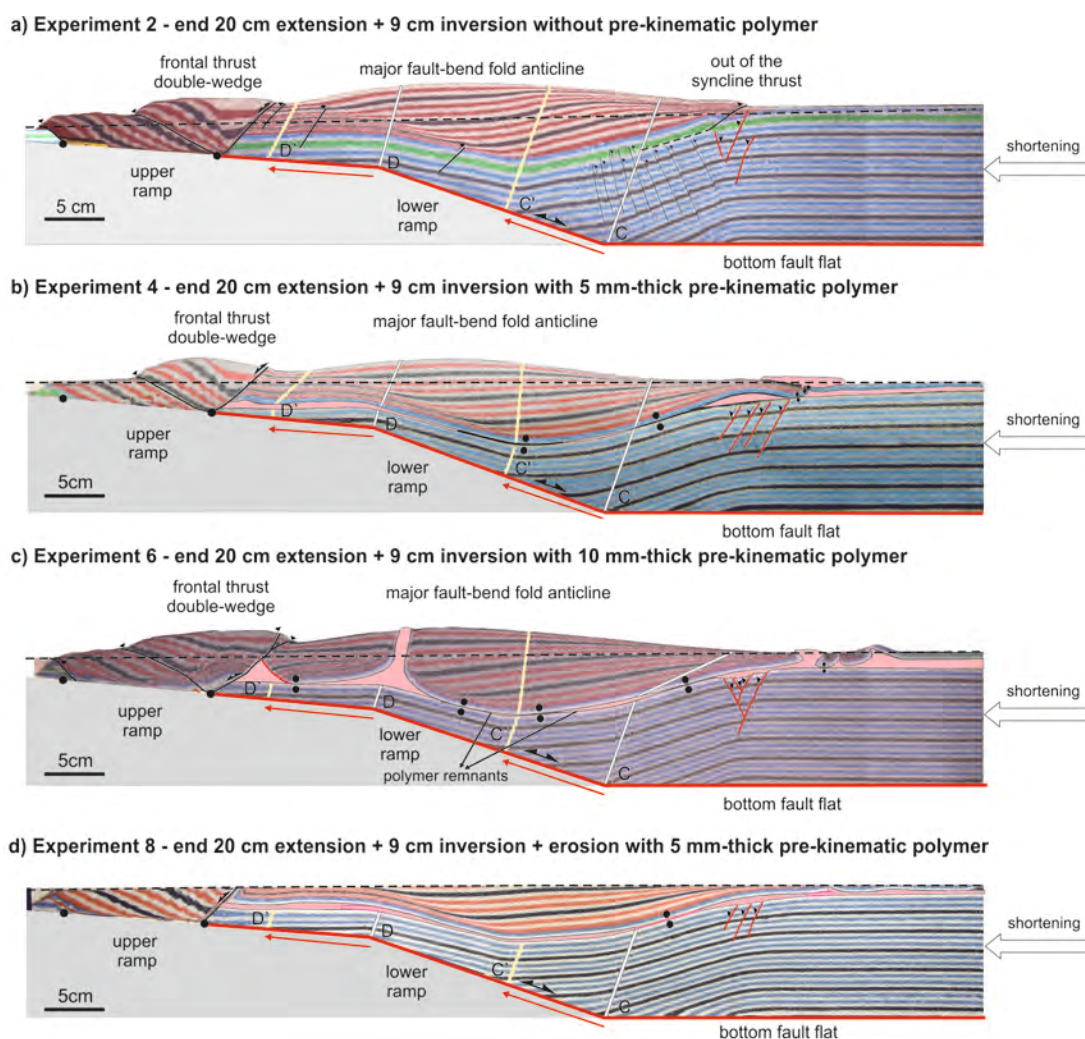 a) Experiment 2 - end 20 cm extension + 9 cm inversion without pre-kinematic polymer
frontal thrust
double-wedge
major fault-bend fold anticline
out of the
syncline thrust
shortening
D'
D
upper
ramp
5 cm
lower
ramp
C'
C
bottom fault flat
b) Experiment 4 - end 20 cm extension + 9 cm inversion with 5 mm-thick pre-kinematic polymer
frontal thrust
double-wedge
major fault-bend fold anticline
shortening
D'
D
upper
ramp
5cm
lower
ramp
C'
C
bottom fault flat
c) Experiment 6 - end 20 cm extension + 9 cm inversion with 10 mm-thick pre-kinematic polymer
frontal thrust
double-wedge
major fault-bend fold anticline
shortening
D'
D
upper
ramp
5cm
lower
ramp
C'
C
polymer remnants
bottom fault flat
d) Experiment 8 - end 20 cm extension + 9 cm inversion + erosion with 5 mm-thick pre-kinematic polymer
shortening
D'
D
upper
ramp
5cm
lower
ramp
C'
C
bottom fault flat